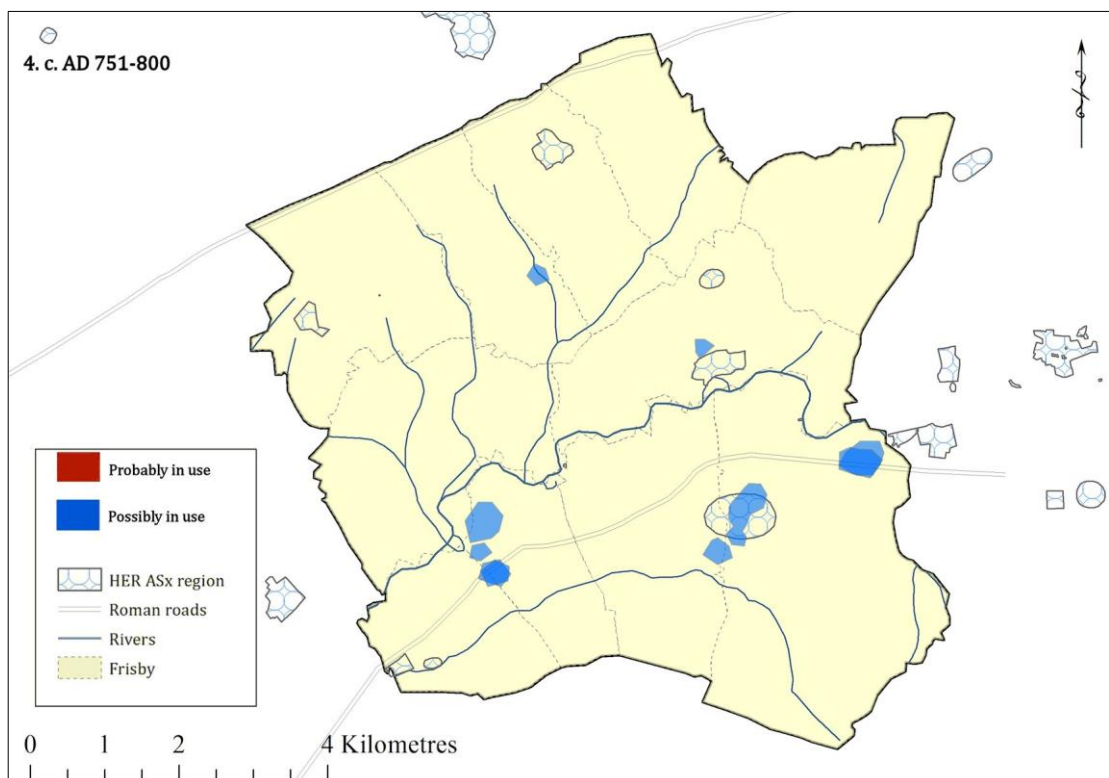 4. c. AD 751-800
Probably in use
Possibly in use
HER ASx region
Roman roads
Rivers
Frisby
0 1 2 4 Kilometres